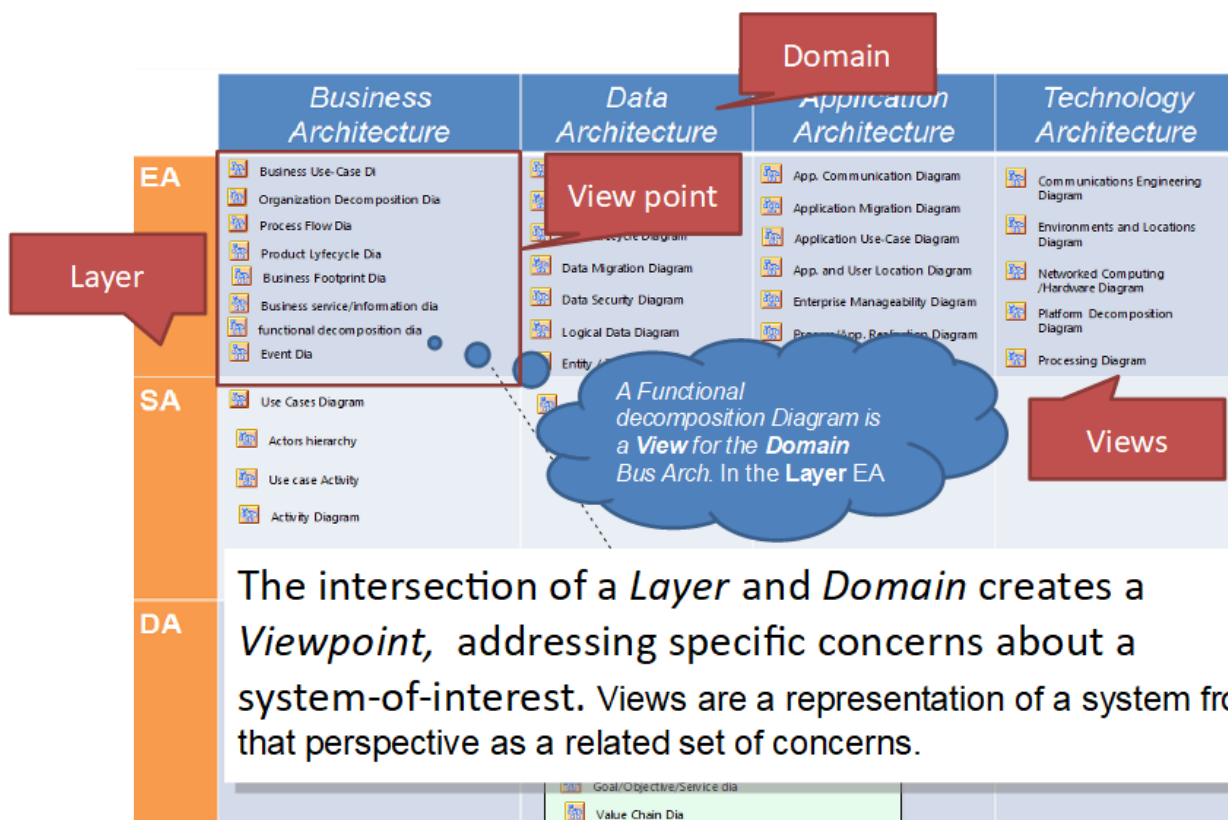 Domain
Business
Architecture
Data
Architecture
Application
Architecture
Technology
Architecture
EA
Business Use-Case Di
Organization Decomposition Dia
Process Flow Dia
Product Lyfecycle Dia
Business Footprint Dia
Business service/information dia
functional decomposition dia
Event Dia
View point
Diagram
Data Migration Diagram
Data Security Diagram
Logical Data Diagram
Entity /
App. Communication Diagram
Application Migration Diagram
Application Use-Case Diagram
App. and User Location Diagram
Enterprise Manageability Diagram
Process/App. Realization Diagram
Communications Engineering
Diagram
Environments and Locations
Diagram
Networked Computing
/Hardware Diagram
Platform Decomposition
Diagram
Processing Diagram
Layer
SA
Use Cases Diagram
Actors hierarchy
Use case Activity
Activity Diagram
A Functional
decomposition Diagram is
a View for the Domain
Bus Arch. In the Layer EA
Views
DA
The intersection of a Layer and Domain creates a
Viewpoint, addressing specific concerns about a
system-of-interest. Views are a representation of a system fro
that perspective as a related set of concerns.
Goal/Objective/Service dia
Value Chain Dia